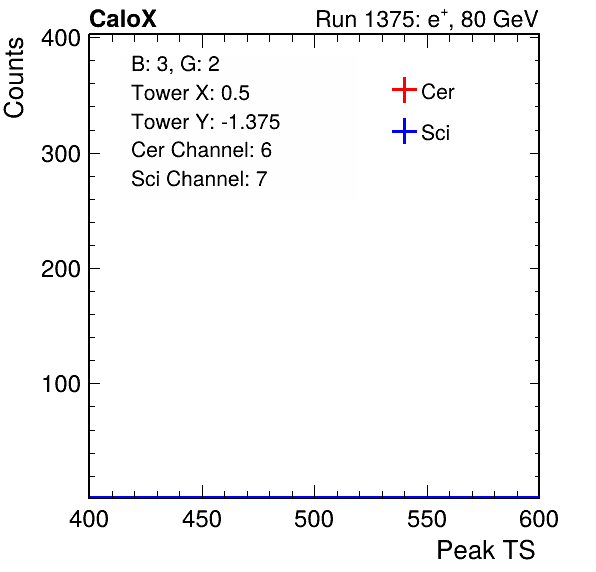 CaloX Run 1375: e⁺, 80 GeV
Counts
400
300
200
100
B: 3, G: 2
Tower X: 0.5
Tower Y: -1.375
Cer Channel: 6
Sci Channel: 7
Cer
Sci
400 450 500 550 600
Peak TS